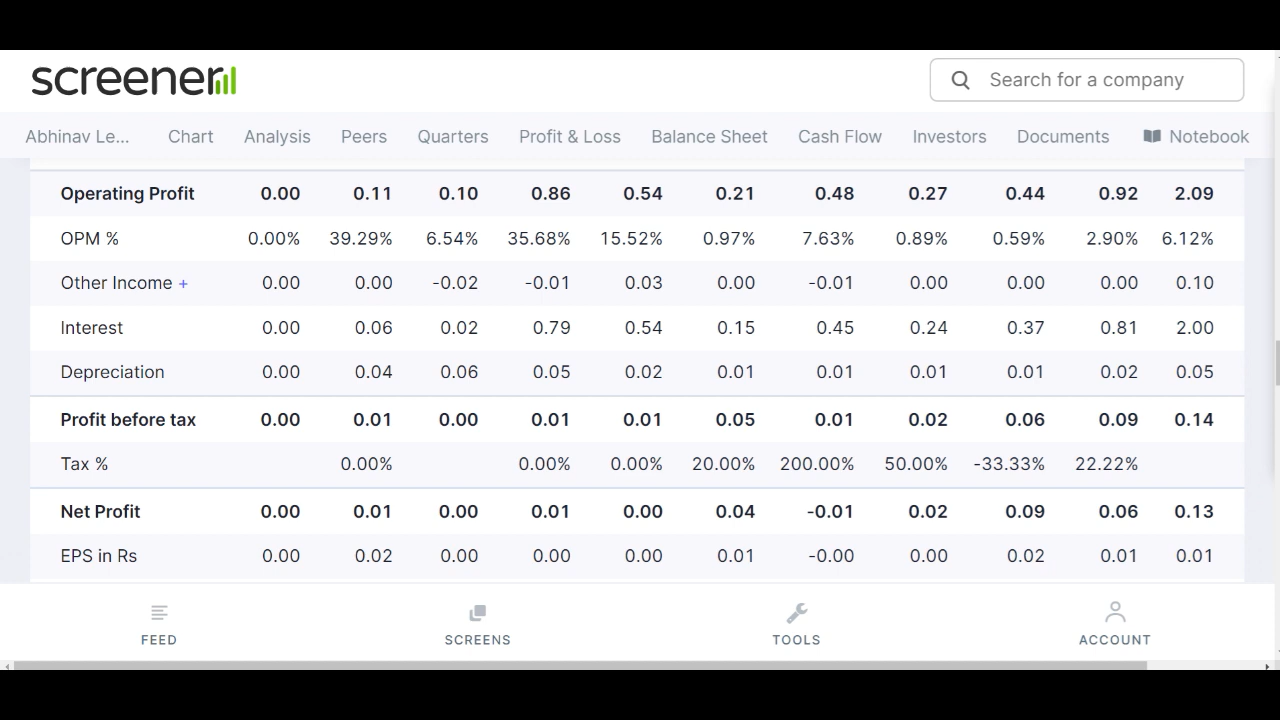 screener
Search for a company
Abhinav Le... Chart Analysis Peers Quarters Profit & Loss Balance Sheet Cash Flow Investors Documents Notebook
Operating Profit 0.00 0.11 0.10 0.86 0.54 0.21 0.48 0.27 0.44 0.92 2.09
OPM % 0.00% 39.29% 6.54% 35.68% 15.52% 0.97% 7.63% 0.89% 0.59% 2.90% 6.12%
Other Income + 0.00 0.00 -0.02 -0.01 0.03 0.00 -0.01 0.00 0.00 0.00 0.10
Interest 0.00 0.06 0.02 0.79 0.54 0.15 0.45 0.24 0.37 0.81 2.00
Depreciation 0.00 0.04 0.06 0.05 0.02 0.01 0.01 0.01 0.01 0.02 0.05
Profit before tax 0.00 0.01 0.00 0.01 0.01 0.05 0.01 0.02 0.06 0.09 0.14
Tax % 0.00% 0.00% 0.00% 20.00% 200.00% 50.00% -33.33% 22.22%
Net Profit 0.00 0.01 0.00 0.01 0.00 0.04 -0.01 0.02 0.09 0.06 0.13
EPS in Rs 0.00 0.02 0.00 0.00 0.00 0.01 -0.00 0.00 0.02 0.01 0.01
FEED SCREENS TOOLS ACCOUNT